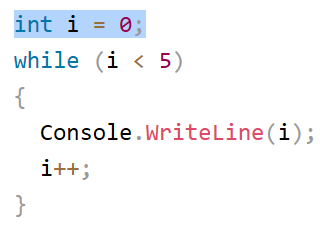 int i = 0;
while (i < 5)
{
  Console.WriteLine(i);
  i++;
}